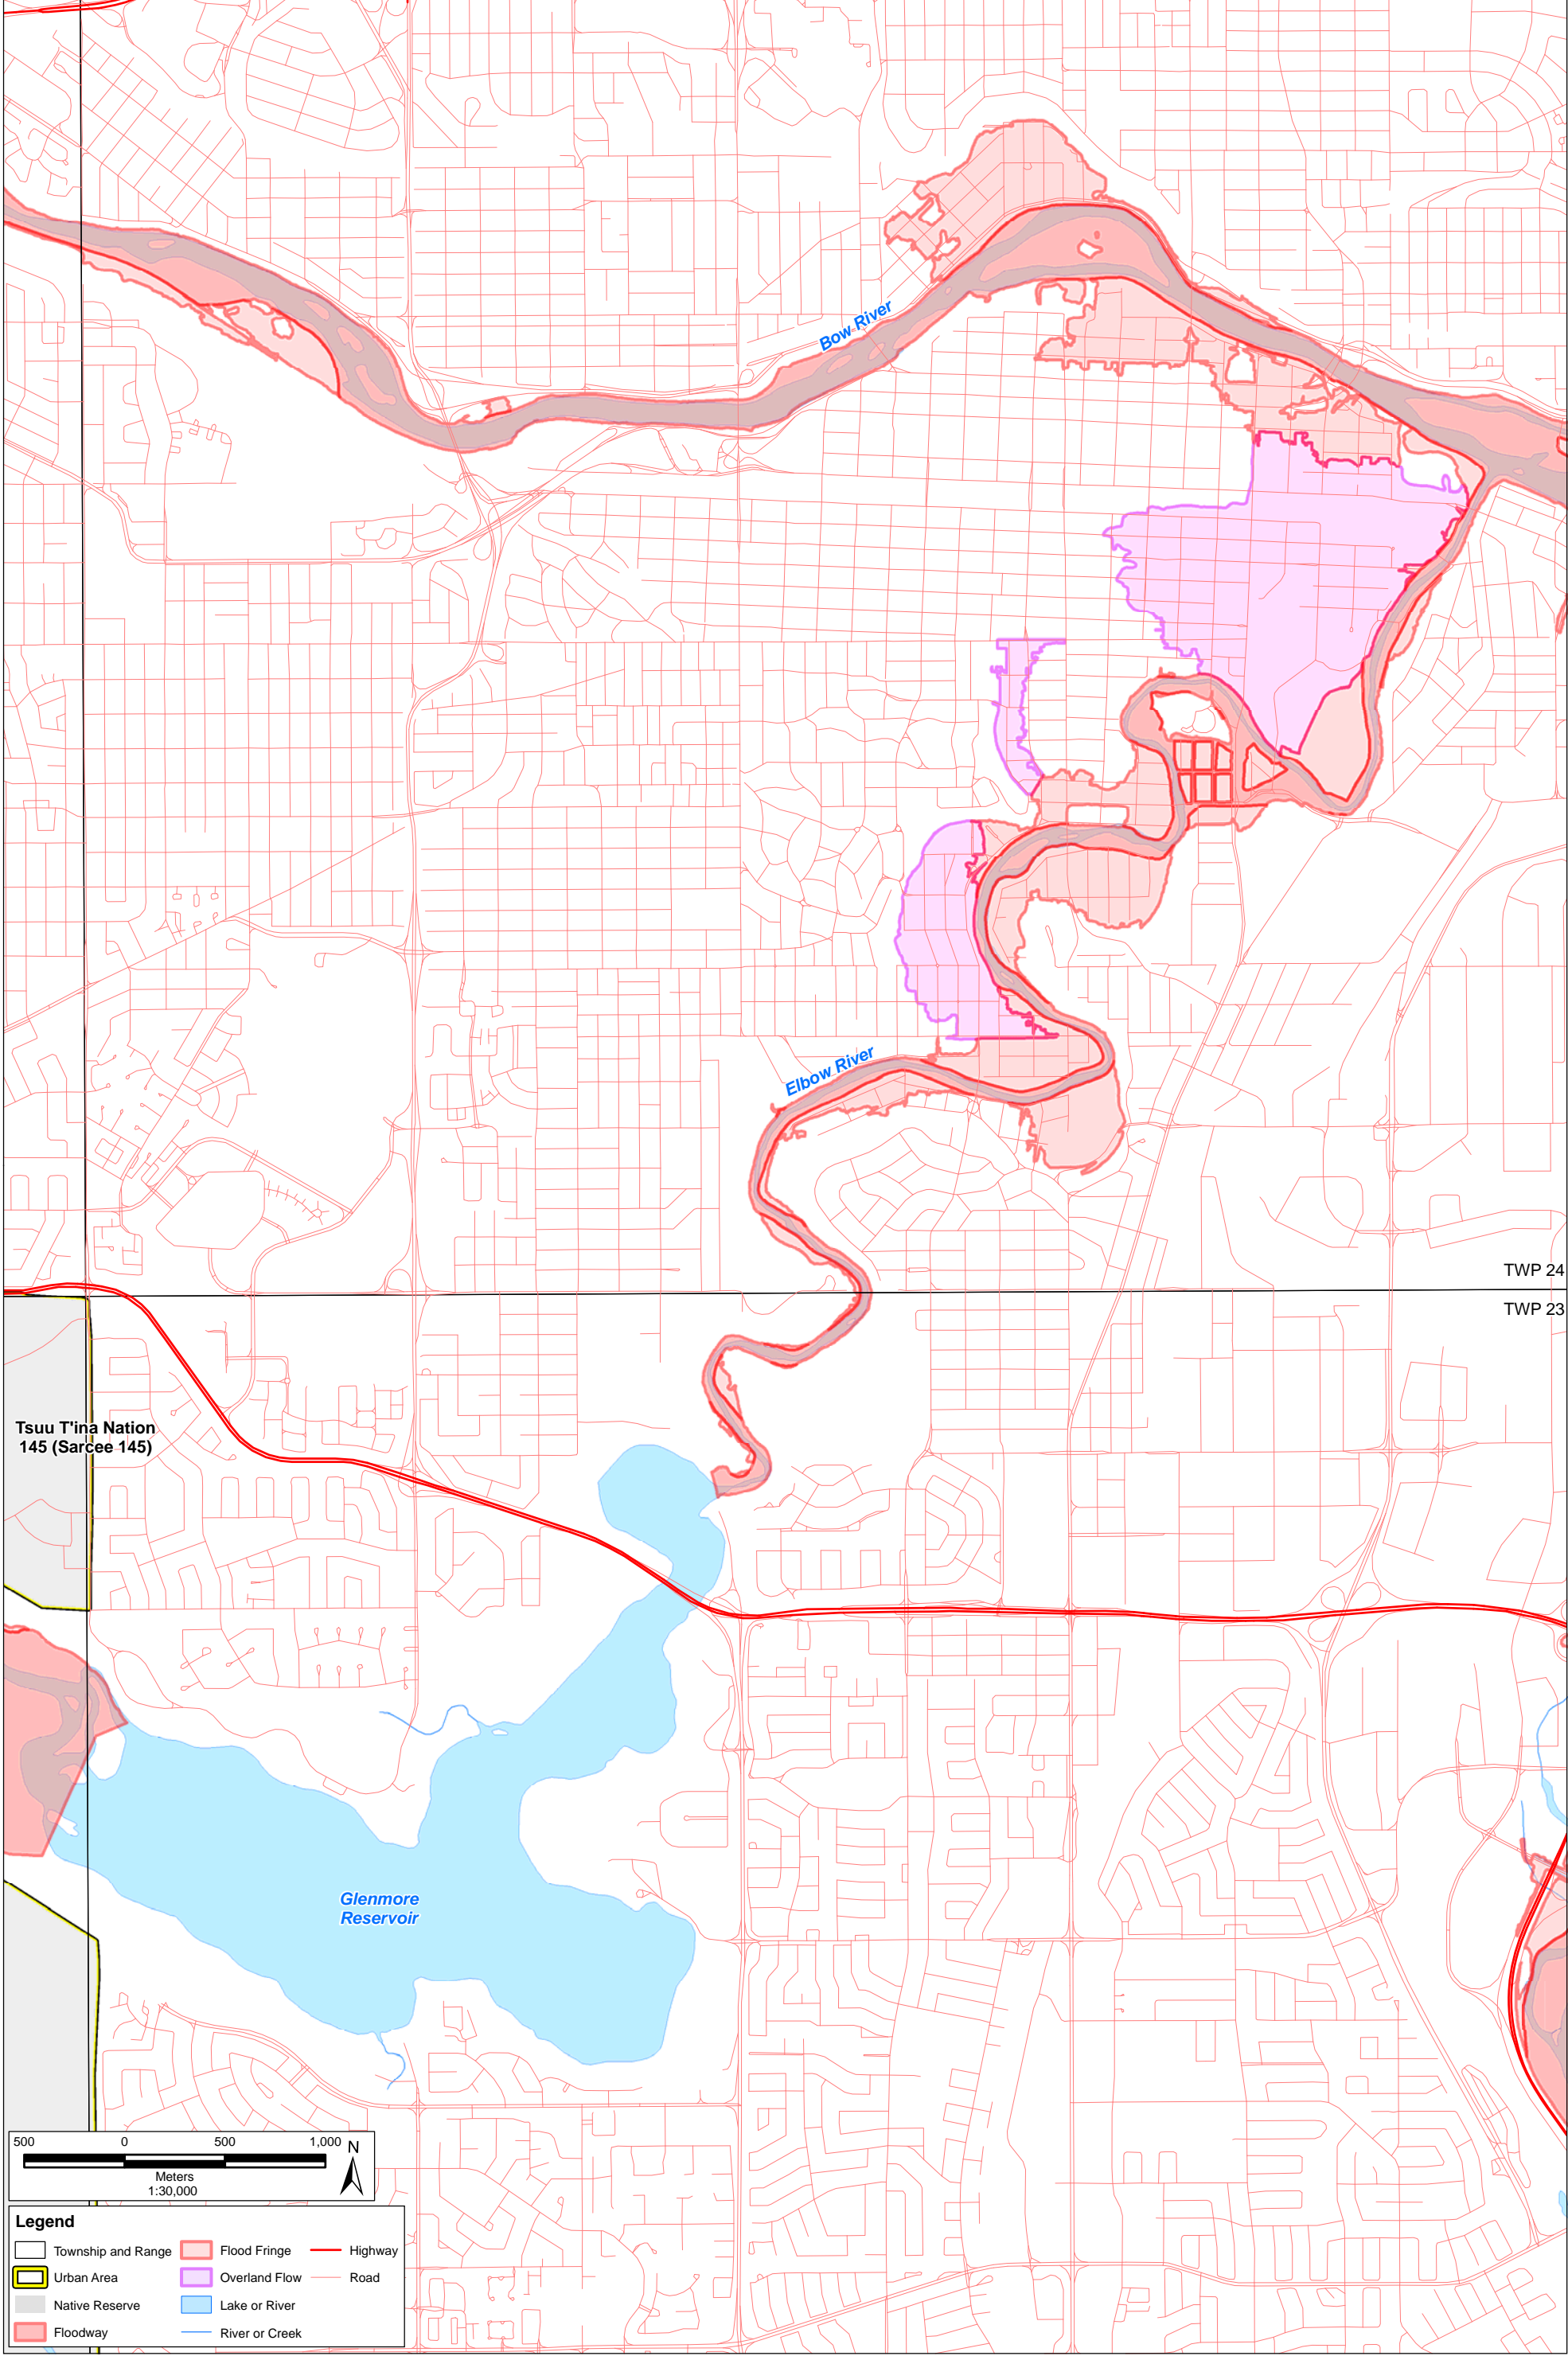 Bow River
Elbow River
TWP 24
TWP 23
Tsuu T'ina Nation
145 (Sarcee 145)
Glenmore
Reservoir
500 0 500 1,000 N
Meters
1:30,000
Legend
Township and Range Flood Fringe Highway
Urban Area Overland Flow Road
Native Reserve Lake or River
Floodway River or Creek